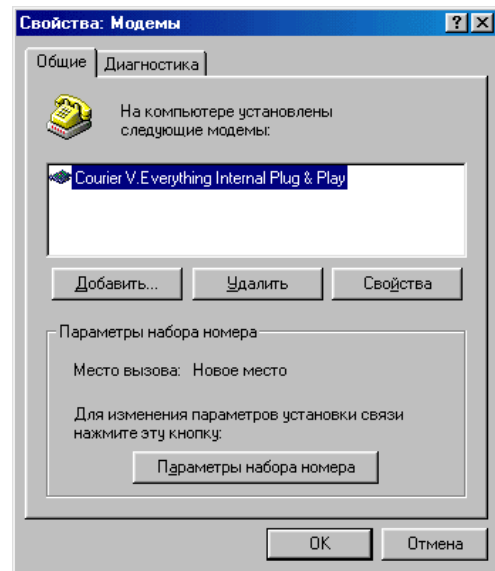 Свойства: Модемы
Общие
Диагностика
На компьютере установлены
следующие модемы:
Courier V.Everything Internal Plug & Play
Добавить...
Удалить
Свойства
Параметры набора номера
Место вызова: Новое место
Для изменения параметров установки связи
нажмите эту кнопку:
Параметры набора номера
OK
Отмена